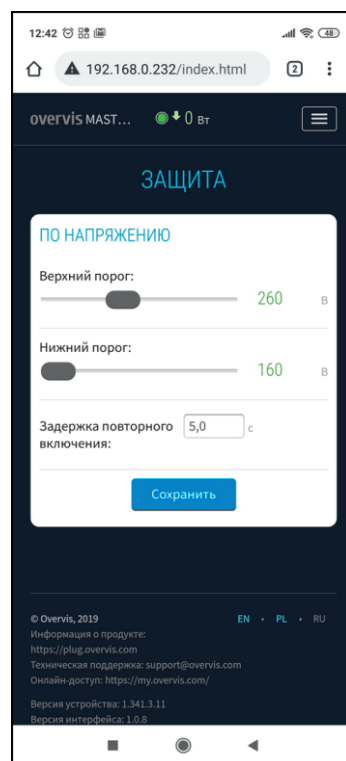 12:42
48
192.168.0.232/index.html
2
overvis MAST... 0 Вт
ЗАЩИТА
ПО НАПРЯЖЕНИЮ
Верхний порог:
260 В
Нижний порог:
160 В
Задержка повторного 5,0 с
включения:
Сохранить
© Overvis, 2019 EN • PL • RU
Информация о продукте:
https://plug.overvis.com
Техническая поддержка: support@overvis.com
Онлайн-доступ: https://my.overvis.com/
Версия устройства: 1.341.3.11
Версия интерфейса: 1.0.8